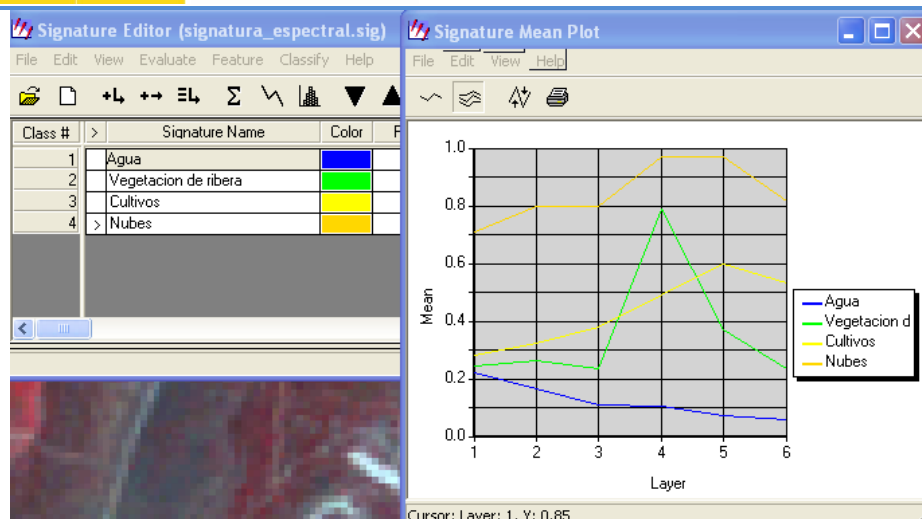 Signature Editor (signatura_espectral.sig)
File Edit View Evaluate Feature Classify Help
Σ
Class # > Signature Name Color
1 Agua
2 Vegetacion de ribera
3 Cultivos
4 > Nubes
Signature Mean Plot
File Edit View Help
1.0
0.8
0.6
0.4
0.2
0.0
Mean
1 2 3 4 5 6
Layer
Agua
Vegetacion d
Cultivos
Nubes
Cursor: Layer: 1, Y: 0.85